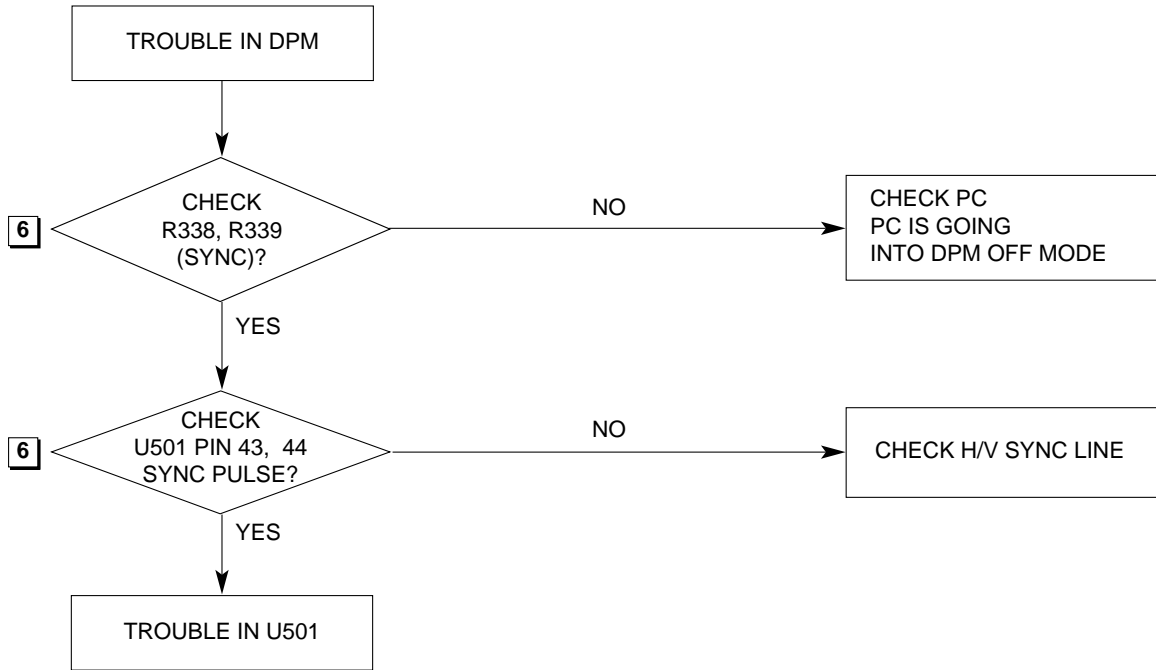 TROUBLE IN DPM
6
CHECK
R338, R339
(SYNC)?
NO
CHECK PC
PC IS GOING
INTO DPM OFF MODE
YES
6
CHECK
U501 PIN 43, 44
SYNC PULSE?
NO
CHECK H/V SYNC LINE
YES
TROUBLE IN U501